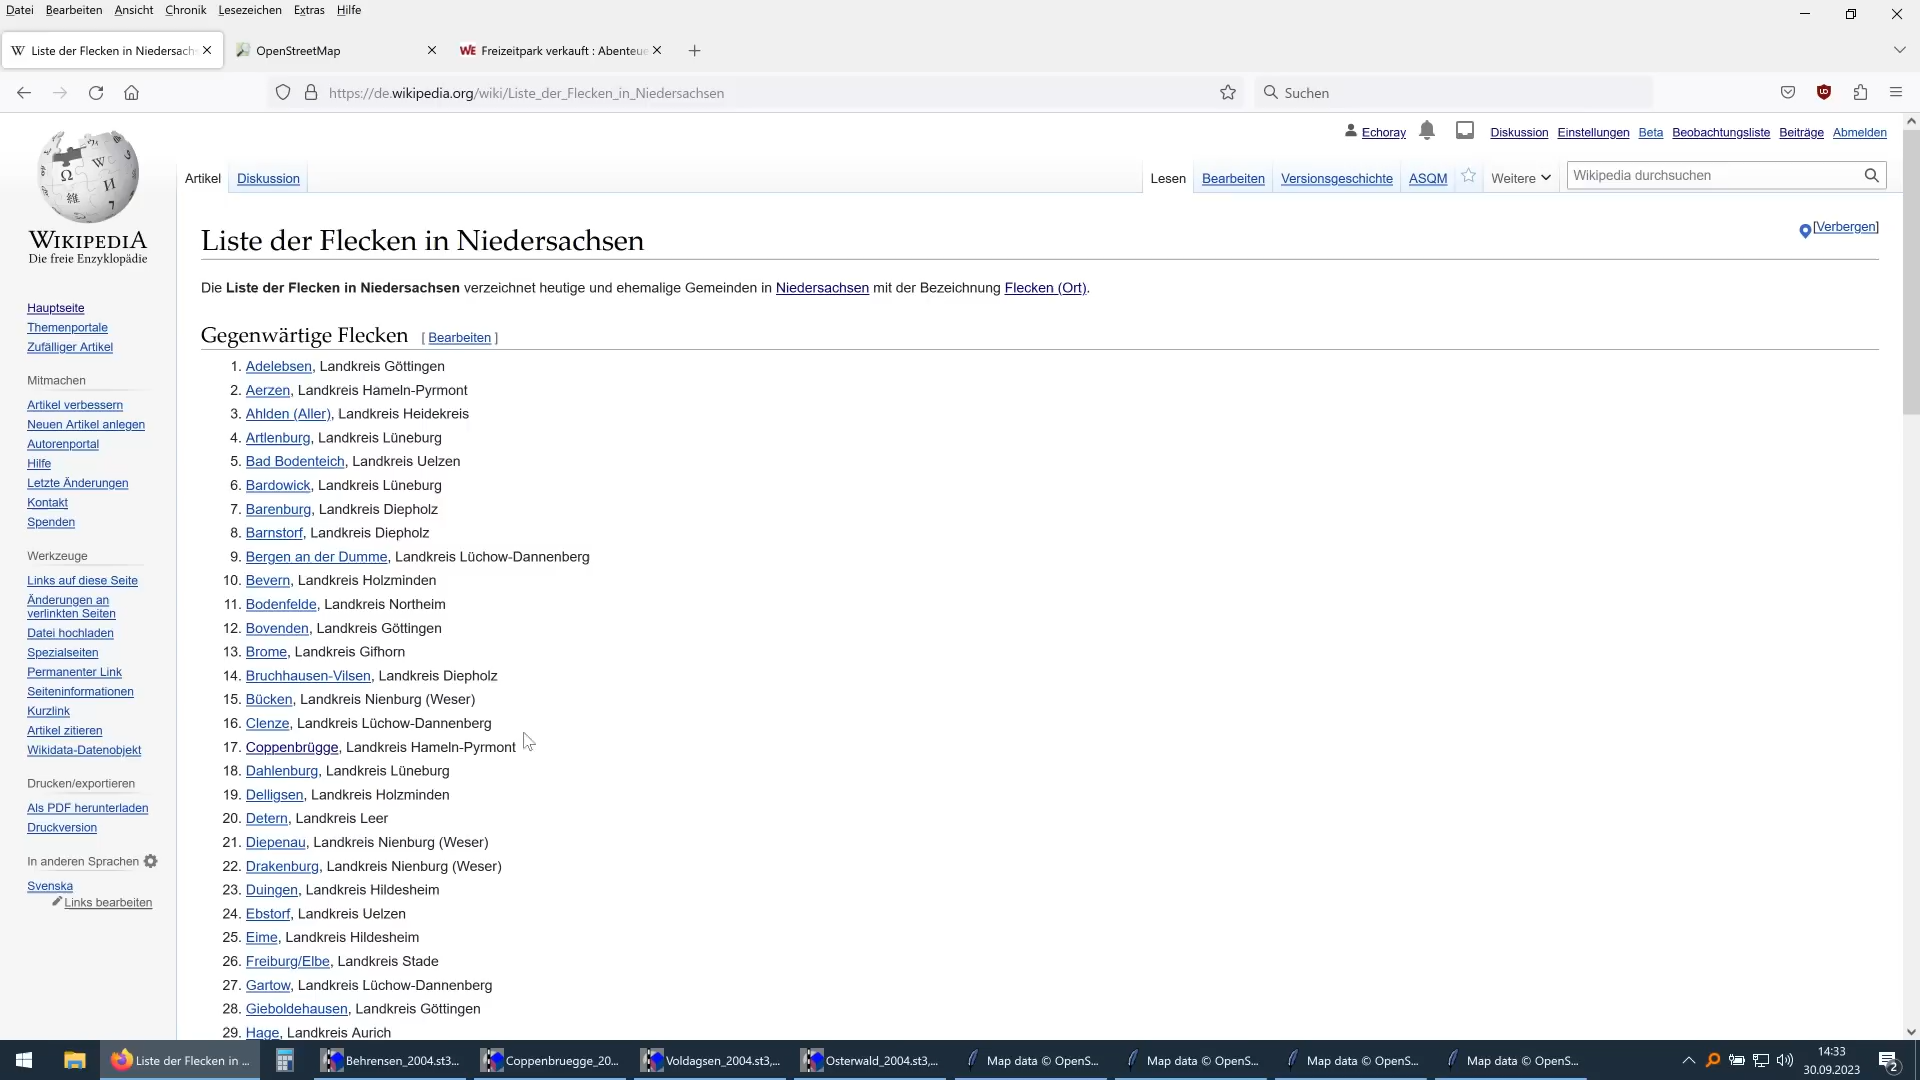 Datei Bearbeiten Ansicht Chronik Lesezeichen Extras Hilfe
Liste der Flecken in Niedersach
OpenStreetMap
WE Freizeitpark verkauft : Abenteue
https://de.wikipedia.org/wiki/Liste_der_Flecken_in_Niedersachsen
Suchen
Echoray Diskussion Einstellungen Beta Beobachtungsliste Beiträge Abmelden
Artikel Diskussion Lesen Bearbeiten Versionsgeschichte ASQM Weitere Wikipedia durchsuchen
WIKIPEDIA
Die freie Enzyklopädie
Hauptseite
Themenportale
Zufälliger Artikel
Mitmachen
Artikel verbessern
Neuen Artikel anlegen
Autorenportal
Hilfe
Letzte Änderungen
Kontakt
Spenden
Werkzeuge
Links auf diese Seite
Änderungen an
verlinkten Seiten
Datei hochladen
Spezialseiten
Permanenter Link
Seiteninformationen
Kurzlink
Artikel zitieren
Wikidata-Datenobjekt
Drucken/exportieren
Als PDF herunterladen
Druckversion
In anderen Sprachen
Svenska
Links bearbeiten
Liste der Flecken in Niedersachsen
[Verbergen]
Die Liste der Flecken in Niedersachsen verzeichnet heutige und ehemalige Gemeinden in Niedersachsen mit der Bezeichnung Flecken (Ort).
Gegenwärtige Flecken [ Bearbeiten ]
1. Adelebsen, Landkreis Göttingen
2. Aerzen, Landkreis Hameln-Pyrmont
3. Ahlden (Aller), Landkreis Heidekreis
4. Artlenburg, Landkreis Lüneburg
5. Bad Bodenteich, Landkreis Uelzen
6. Bardowick, Landkreis Lüneburg
7. Barenburg, Landkreis Diepholz
8. Barnstorf, Landkreis Diepholz
9. Bergen an der Dumme, Landkreis Lüchow-Dannenberg
10. Bevern, Landkreis Holzminden
11. Bodenfelde, Landkreis Northeim
12. Bovenden, Landkreis Göttingen
13. Brome, Landkreis Gifhorn
14. Bruchhausen-Vilsen, Landkreis Diepholz
15. Bücken, Landkreis Nienburg (Weser)
16. Clenze, Landkreis Lüchow-Dannenberg
17. Coppenbrügge, Landkreis Hameln-Pyrmont
18. Dahlenburg, Landkreis Lüneburg
19. Delligsen, Landkreis Holzminden
20. Detern, Landkreis Leer
21. Diepenau, Landkreis Nienburg (Weser)
22. Drakenburg, Landkreis Nienburg (Weser)
23. Duingen, Landkreis Hildesheim
24. Ebstorf, Landkreis Uelzen
25. Eime, Landkreis Hildesheim
26. Freiburg/Elbe, Landkreis Stade
27. Gartow, Landkreis Lüchow-Dannenberg
28. Gieboldehausen, Landkreis Göttingen
29. Hage, Landkreis Aurich
Liste der Flecken in ...
Behrensen_2004.st3...
Coppenbruegge_20...
Voldagsen_2004.st3,...
Osterwald_2004.st3,...
Map data © OpenS...
Map data © OpenS...
Map data © OpenS...
Map data © OpenS...
14:33
30.09.2023
2